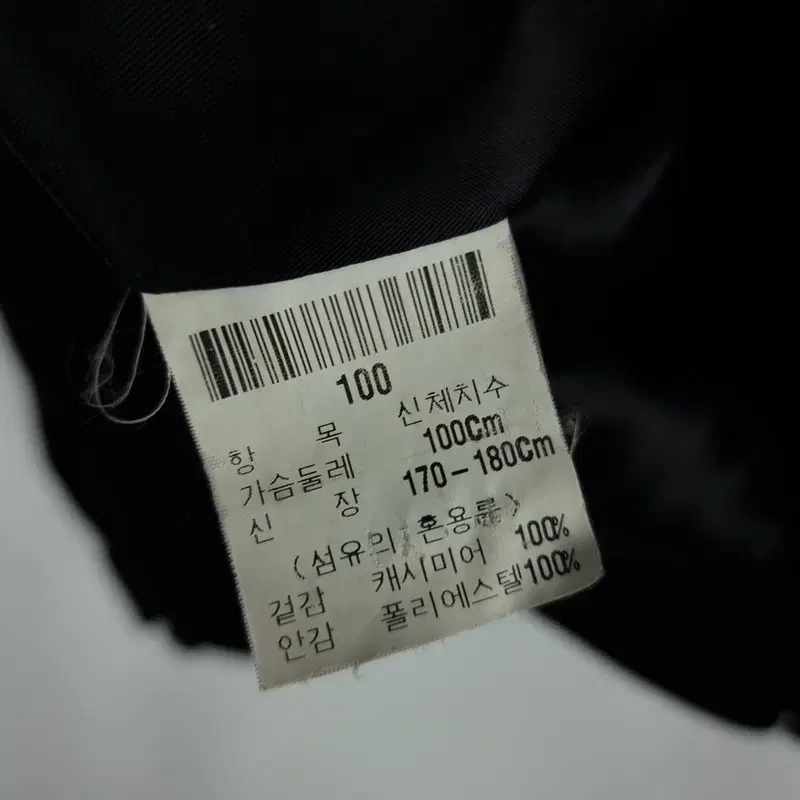 100
항 목 신체치수
가슴둘레 100Cm
신 장 170-180Cm
(섬유의 혼용률)
겉감 캐시미어 100%
안감 폴리에스텔100%